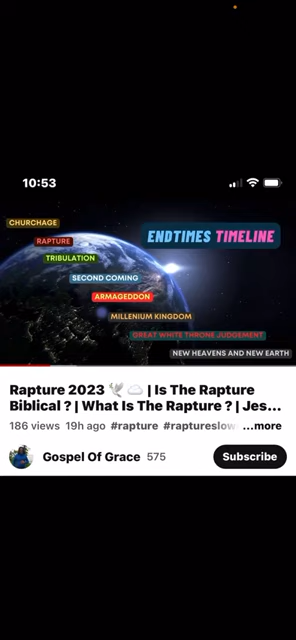 10:53
ENDTIMES TIMELINE
CHURCHAGE
RAPTURE
TRIBULATION
SECOND COMING
ARMAGEDDON
MILLENIUM KINGDOM
GREAT WHITE THRONE JUDGEMENT
NEW HEAVENS AND NEW EARTH
Rapture 2023 🕊️ ☁️ | Is The Rapture
Biblical ? | What Is The Rapture ? | Jes...
186 views 19h ago #rapture #raptureslow ...more
Gospel Of Grace 575
Subscribe